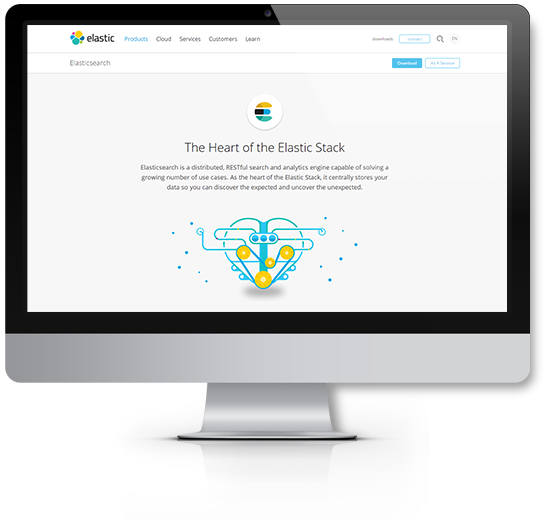 elastic Products Cloud Services Customers Learn downloads contact EN
Elasticsearch Download As A Service
The Heart of the Elastic Stack
Elasticsearch is a distributed, RESTful search and analytics engine capable of solving a
growing number of use cases. As the heart of the Elastic Stack, it centrally stores your
data so you can discover the expected and uncover the unexpected.